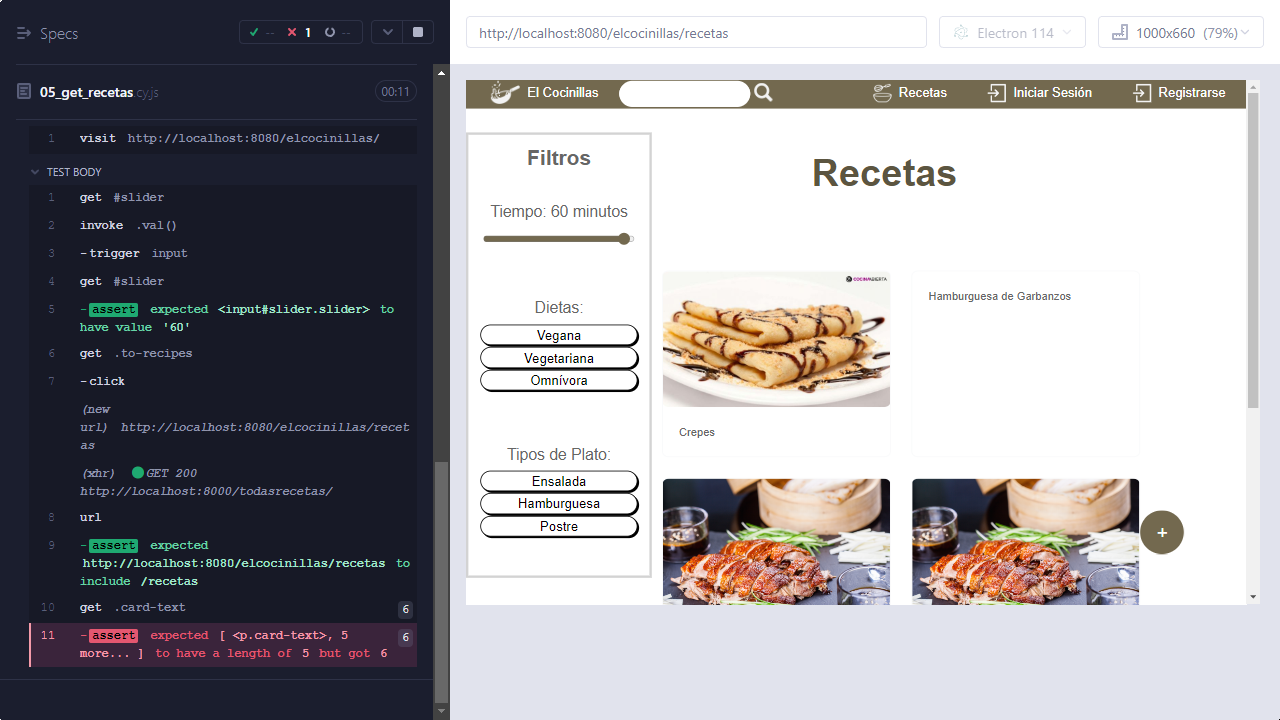 Specs
-- 1 --
05_get_recetas.cy.js 00:11
1 visit http://localhost:8080/elcocinillas/
TEST BODY
1 get #slider
2 invoke .val()
3 -trigger input
4 get #slider
5 -assert expected <input#slider.slider> to
have value '60'
6 get .to-recipes
7 -click
(new
url) http://localhost:8080/elcocinillas/recet
as
(xhr) GET 200
http://localhost:8000/todasrecetas/
8 url
9 -assert expected
http://localhost:8080/elcocinillas/recetas to
include /recetas
10 get .card-text 6
11 -assert expected [ <p.card-text>, 5 6
more... ] to have a length of 5 but got 6
http://localhost:8080/elcocinillas/recetas
Electron 114
1000x660 (79%)
El Cocinillas
Recetas
Iniciar Sesión
Registrarse
Filtros
Tiempo: 60 minutos
Dietas:
Vegana
Vegetariana
Omnívora
Tipos de Plato:
Ensalada
Hamburguesa
Postre
Recetas
COCINABIERTA
Crepes
Hamburguesa de Garbanzos
+